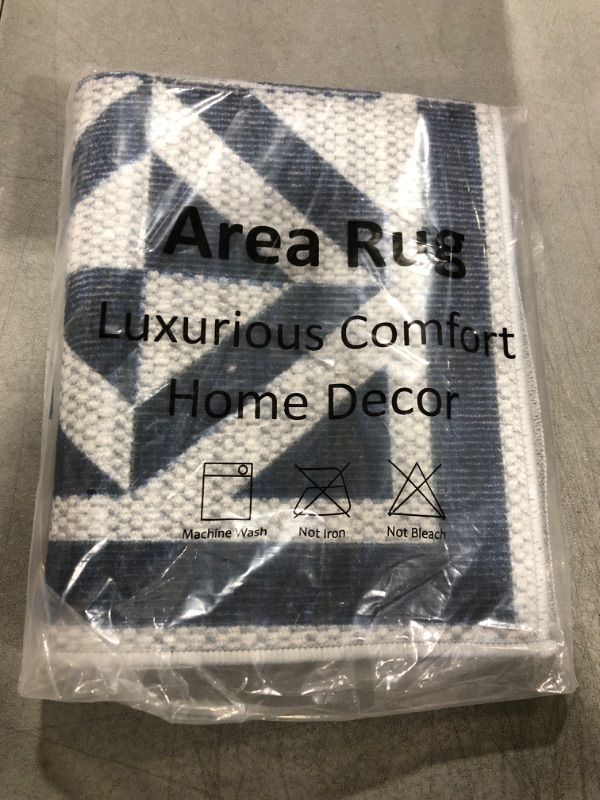 Area Rug
Luxurious Comfort
Home Decor
Machine Wash Not Iron Not Bleach